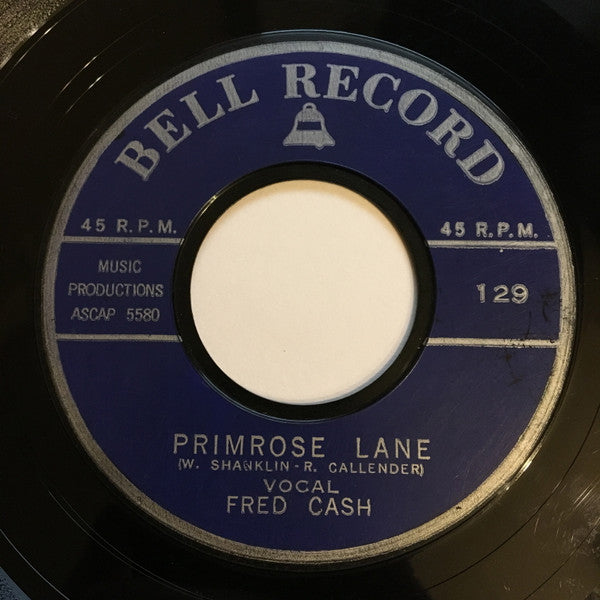 BELL RECORD
45 R.P.M.
45 R.P.M.
MUSIC
PRODUCTIONS
ASCAP 5580
129
PRIMROSE LANE
(W. SHANKLIN - R. CALLENDER)
VOCAL
FRED CASH